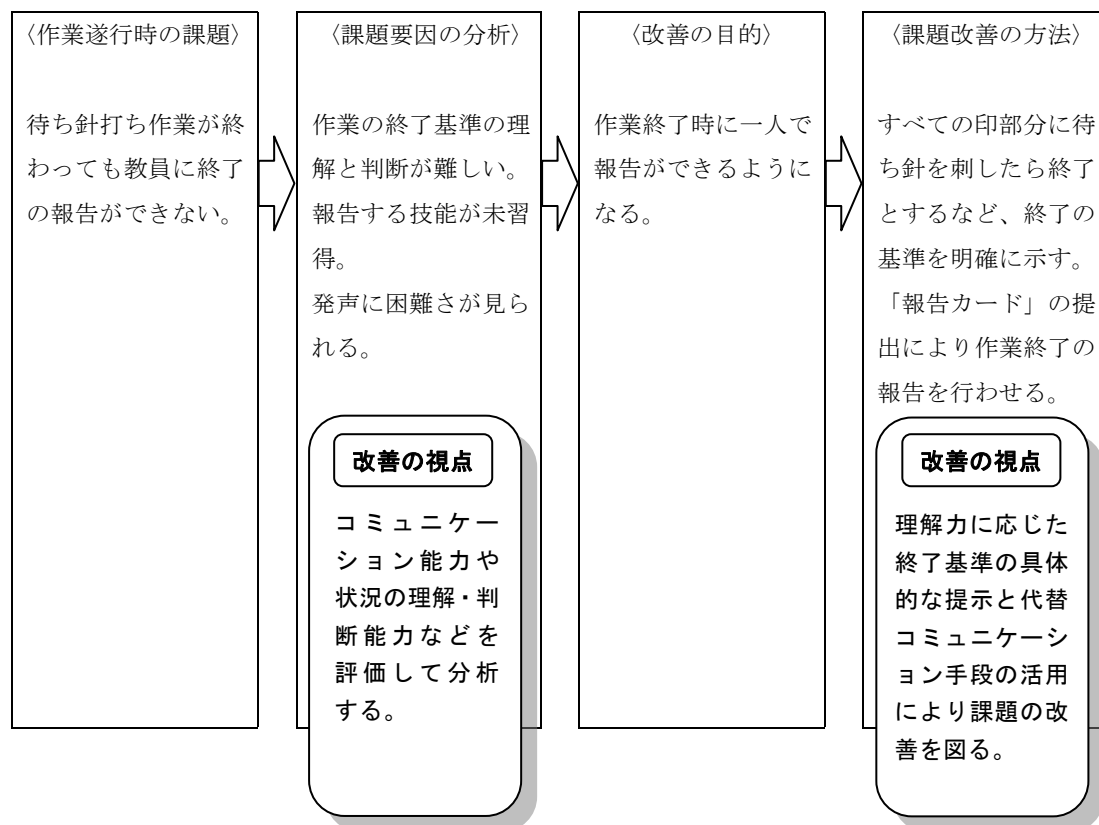 〈作業遂行時の課題〉
待ち針打ち作業が終
わっても教員に終了
の報告ができない。
〈課題要因の分析〉
作業の終了基準の理
解と判断が難しい。
報告する技能が未習
得。
発声に困難さが見ら
れる。
改善の視点
コミュニケー
ション能力や
状況の理解・判
断能力などを
評価して分析
する。
〈改善の目的〉
作業終了時に一人で
報告ができるように
なる。
〈課題改善の方法〉
すべての印部分に待
ち針を刺したら終了
とするなど、終了の
基準を明確に示す。
「報告カード」の提
出により作業終了の
報告を行わせる。
改善の視点
理解力に応じた
終了基準の具体
的な提示と代替
コミュニケーシ
ョン手段の活用
により課題の改
善を図る。